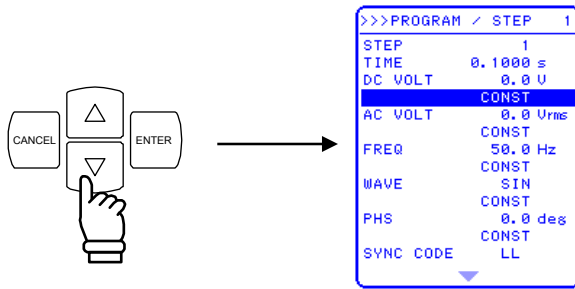 CANCEL
ENTER
>>>PROGRAM / STEP 1
STEP 1
TIME 0.1000 s
DC VOLT 0.0 V
CONST
AC VOLT 0.0 Vrms
CONST
FREQ 50.0 Hz
CONST
WAVE SIN
CONST
PHS 0.0 deg
CONST
SYNC CODE LL